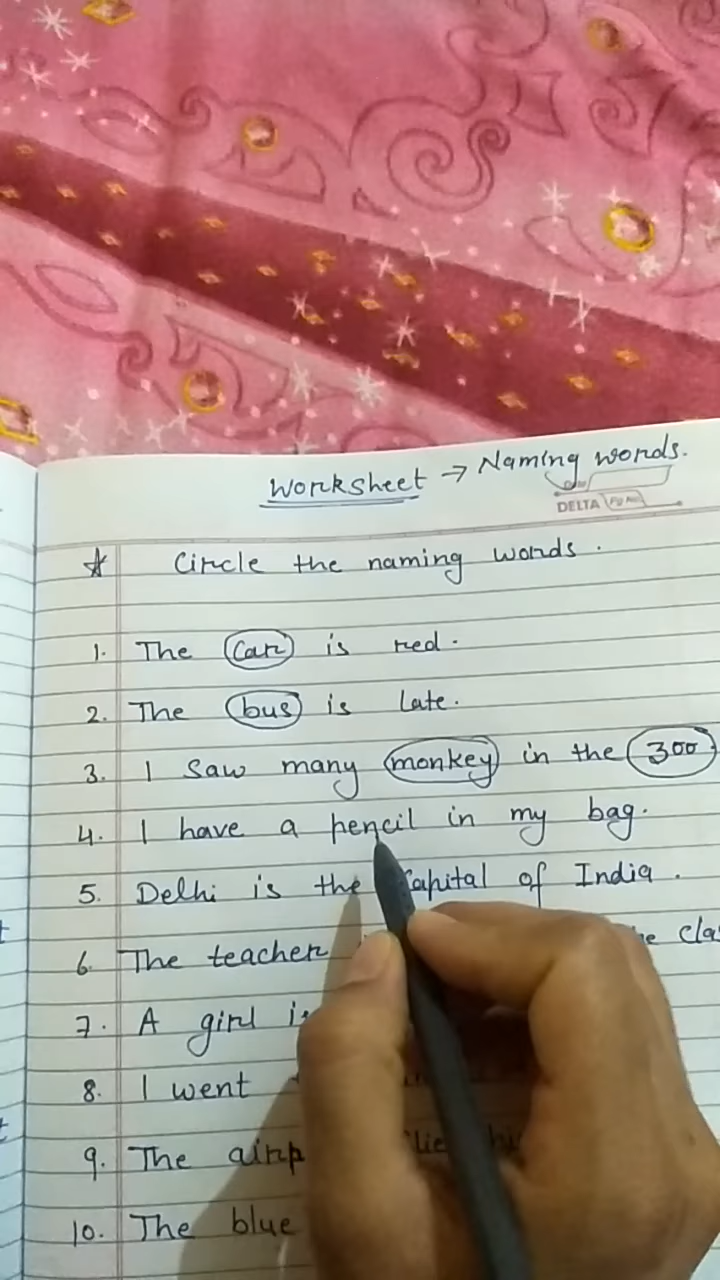 Worksheet → Naming words.
DELTA
☆ Circle the naming words.
1. The car is red.
2. The bus is late.
3. I saw many monkey in the zoo
4. I have a pencil in my bag.
5. Delhi is the Capital of India.
6. The teacher
7. A girl is
8. I went
9. The airp
10. The blue